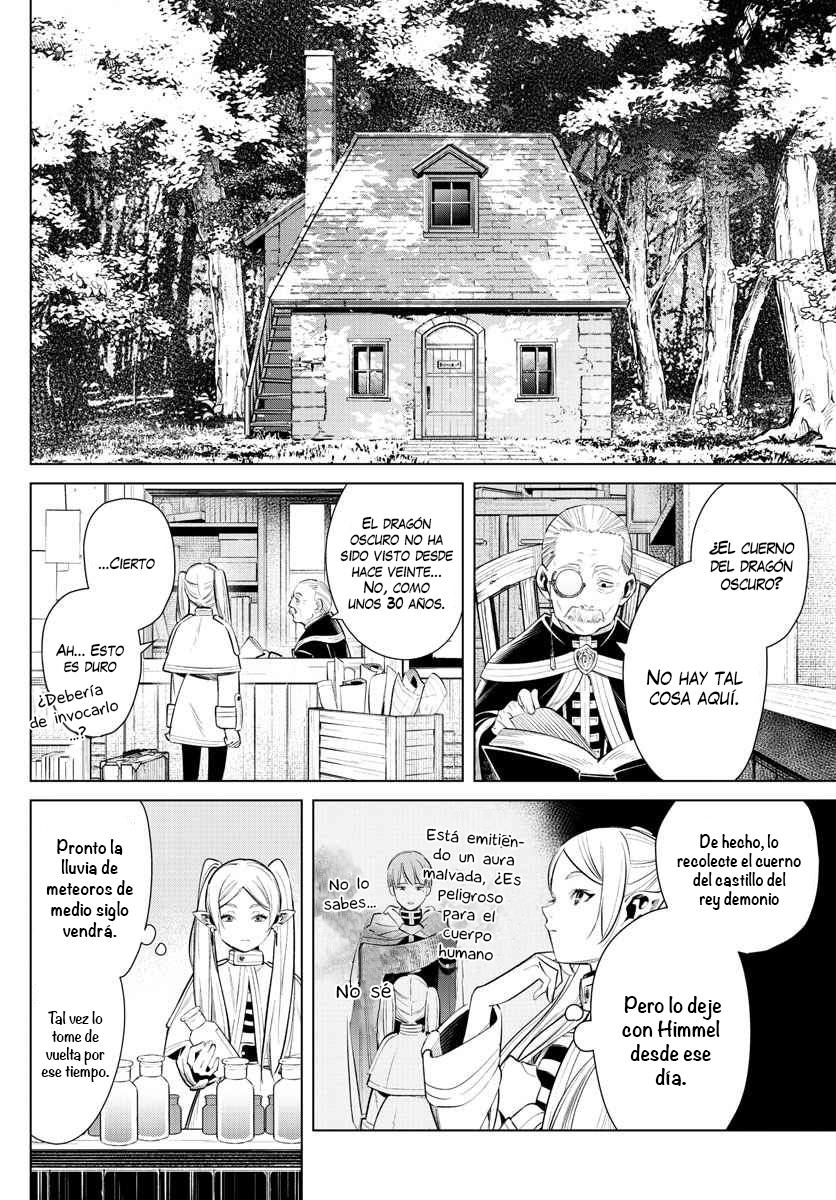 ¿El cuerno
del dragón
oscuro?
No hay tal
cosa aquí.
El dragón
oscuro no ha
sido visto desde
hace veinte...
No, como
unos 30 años.
...Cierto
Ah... Esto
es duro
¿Debería
de invocarlo
...?
De hecho, lo
recolecte el cuerno
del castillo del
rey demonio
Pero lo deje
con Himmel
desde ese
día.
Está emitién-
do un aura
malvada, ¿Es
peligroso
para el
cuerpo
humano
No lo
sabes...
No sé
Pronto la
lluvia de
meteoros de
medio siglo
vendrá.
Tal vez lo
tome de
vuelta por
ese tiempo.